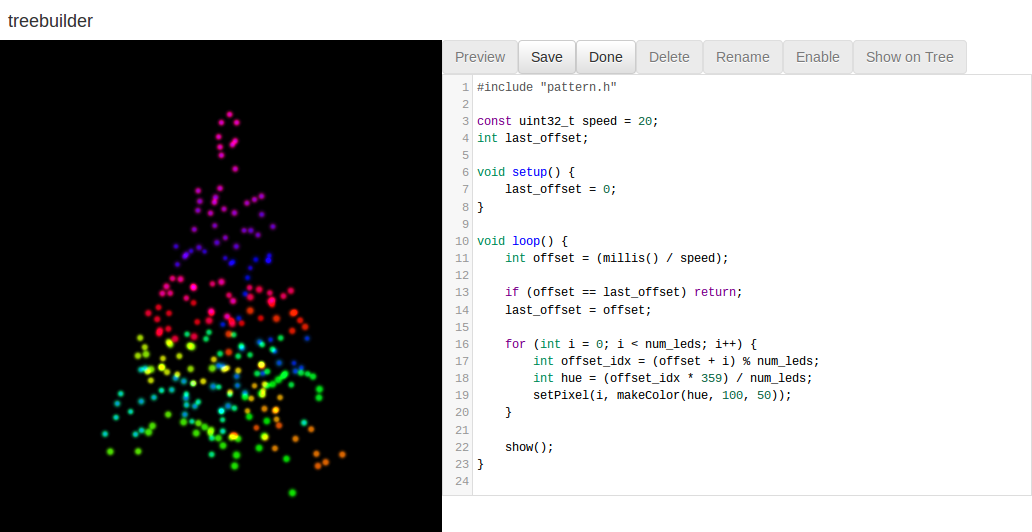 treebuilder
Preview Save Done Delete Rename Enable Show on Tree
1 #include "pattern.h"
2
3 const uint32_t speed = 20;
4 int last_offset;
5
6 void setup() {
7     last_offset = 0;
8 }
9
10 void loop() {
11     int offset = (millis() / speed);
12
13     if (offset == last_offset) return;
14     last_offset = offset;
15
16     for (int i = 0; i < num_leds; i++) {
17         int offset_idx = (offset + i) % num_leds;
18         int hue = (offset_idx * 359) / num_leds;
19         setPixel(i, makeColor(hue, 100, 50));
20     }
21
22     show();
23 }
24